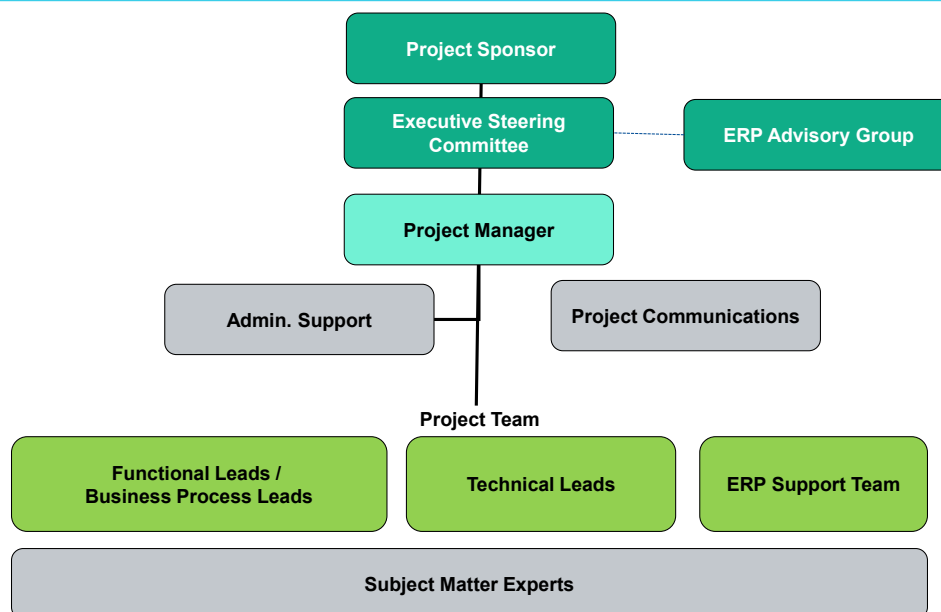 Project Sponsor
Executive Steering
Committee
ERP Advisory Group
Project Manager
Admin. Support
Project Communications
Project Team
Functional Leads /
Business Process Leads
Technical Leads
ERP Support Team
Subject Matter Experts